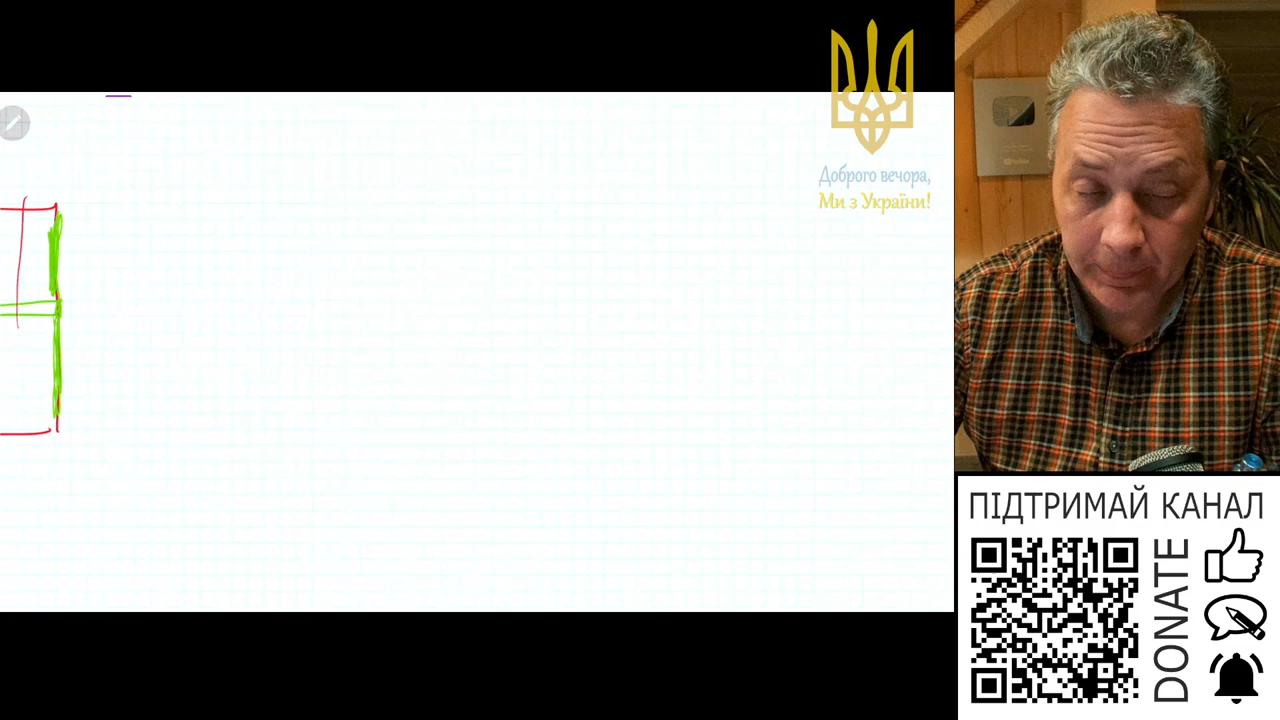 Доброго вечора,
Ми з України!
ПІДТРИМАЙ КАНАЛ
DONATE